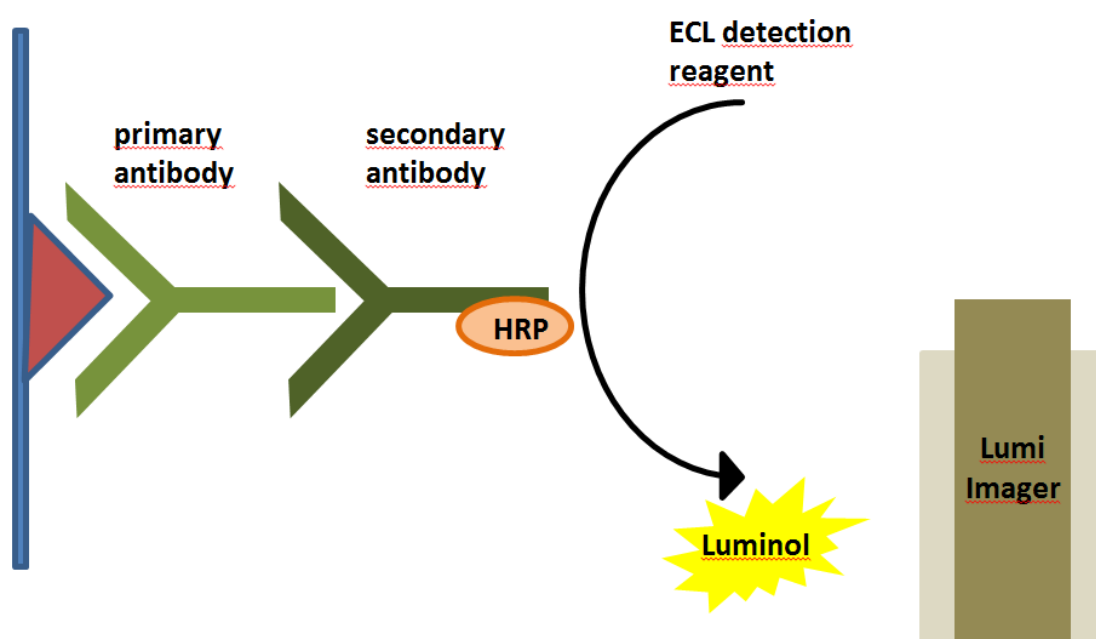 ECL detection
reagent
primary
antibody
secondary
antibody
HRP
Lumi
Imager
Luminol